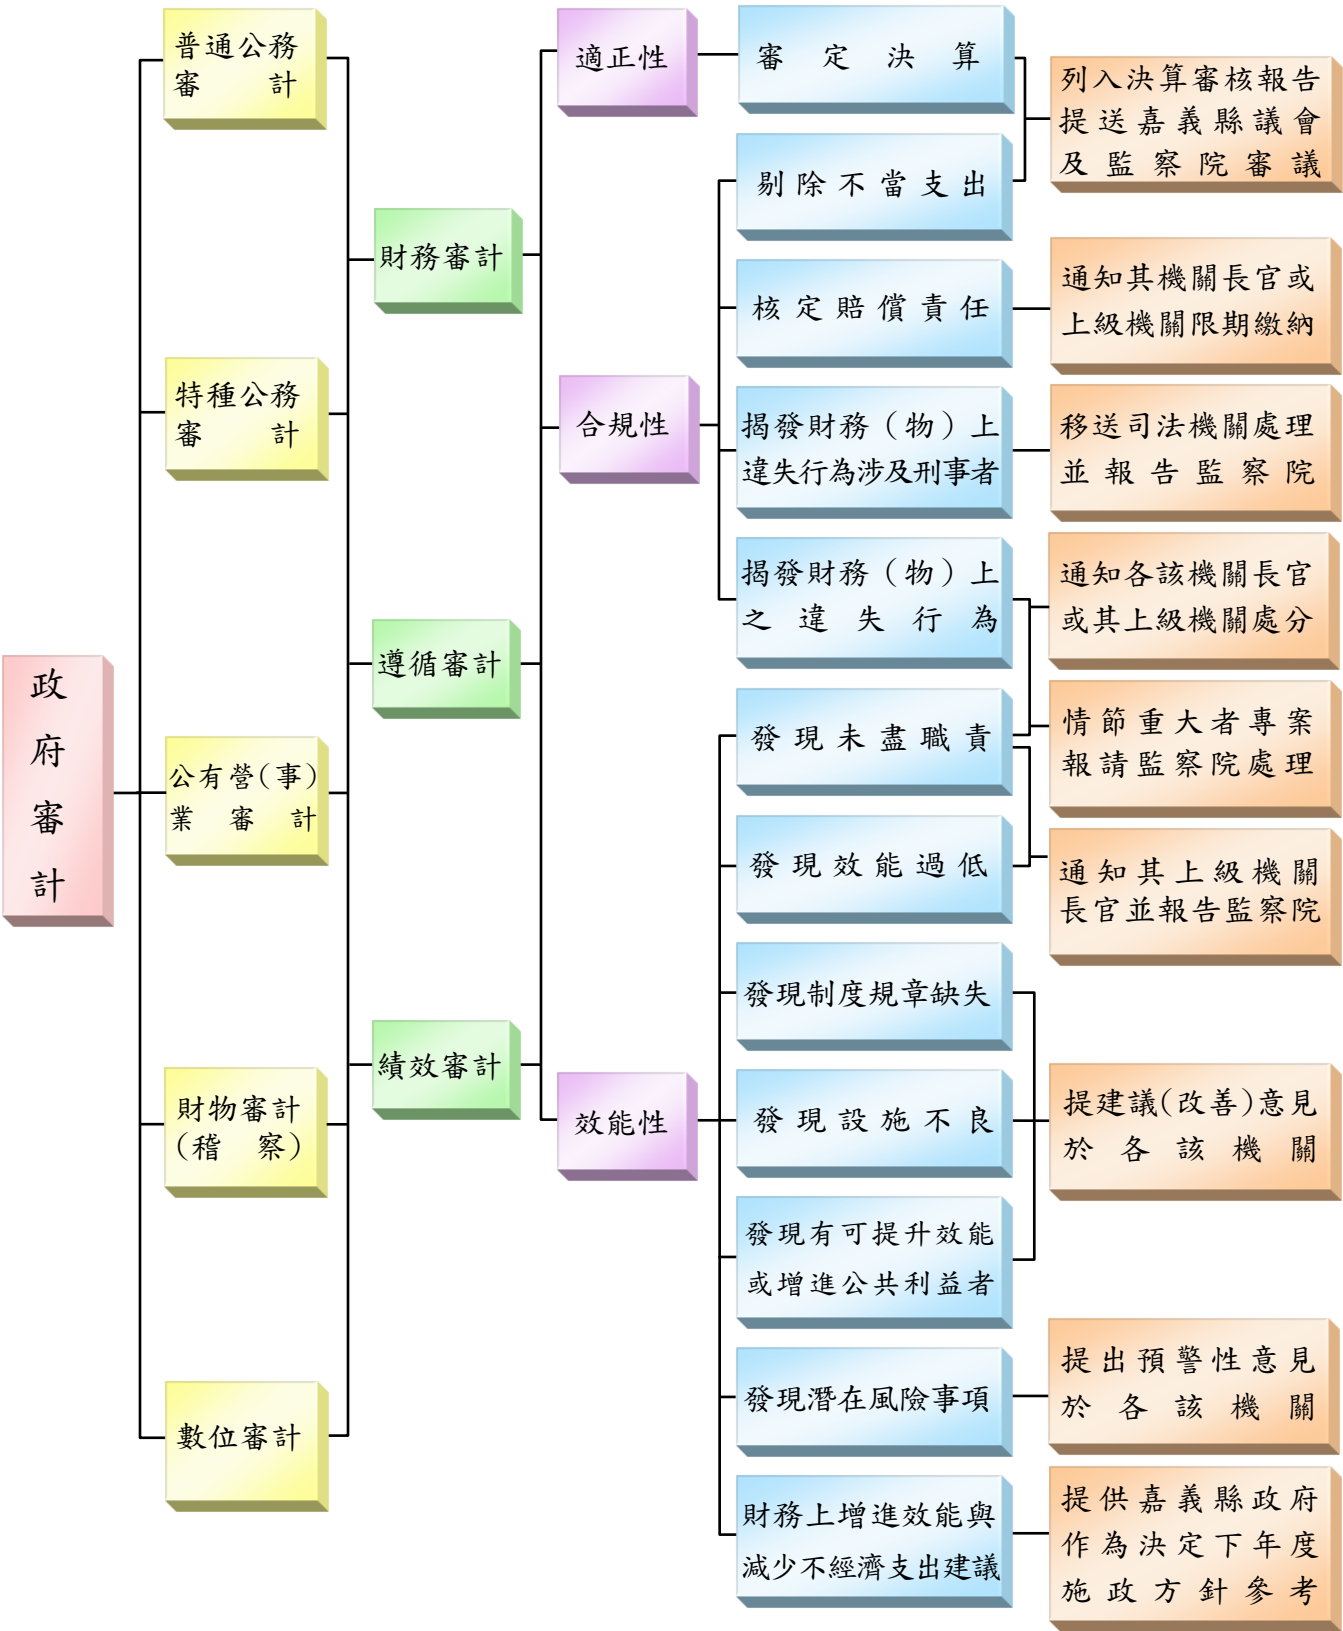 政
府
審
計
普通公務
審計
特種公務
審計
公有營(事)
業審計
財物審計
(稽察)
數位審計
財務審計
遵循審計
績效審計
適正性
合規性
效能性
審定決算
剔除不當支出
核定賠償責任
揭發財務（物）上
違失行為涉及刑事者
揭發財務（物）上
之違失行為
發現未盡職責
發現效能過低
發現制度規章缺失
發現設施不良
發現有可提升效能
或增進公共利益者
發現潛在風險事項
財務上增進效能與
減少不經濟支出建議
列入決算審核報告
提送嘉義縣議會
及監察院審議
通知其機關長官或
上級機關限期繳納
移送司法機關處理
並報告監察院
通知各該機關長官
或其上級機關處分
情節重大者專案
報請監察院處理
通知其上級機關
長官並報告監察院
提建議(改善)意見
於各該機關
提出預警性意見
於各該機關
提供嘉義縣政府
作為決定下年度
施政方針參考